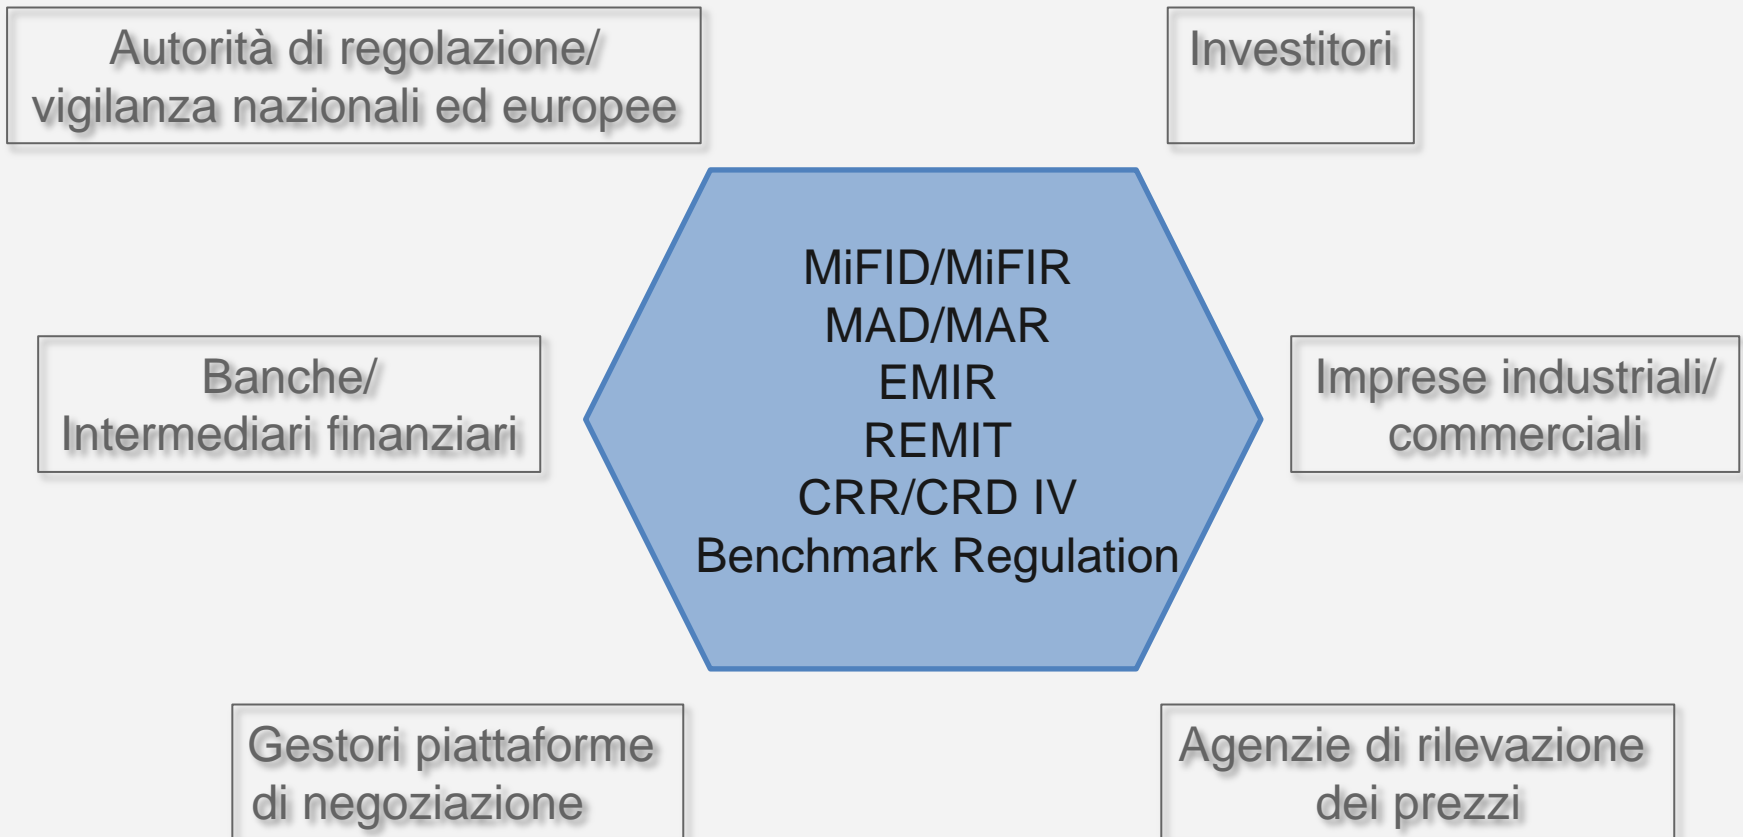 Autorità di regolazione/
vigilanza nazionali ed europee
Investitori
MiFID/MiFIR
MAD/MAR
EMIR
REMIT
CRR/CRD IV
Benchmark Regulation
Banche/
Intermediari finanziari
Imprese industriali/
commerciali
Gestori piattaforme
di negoziazione
Agenzie di rilevazione
dei prezzi